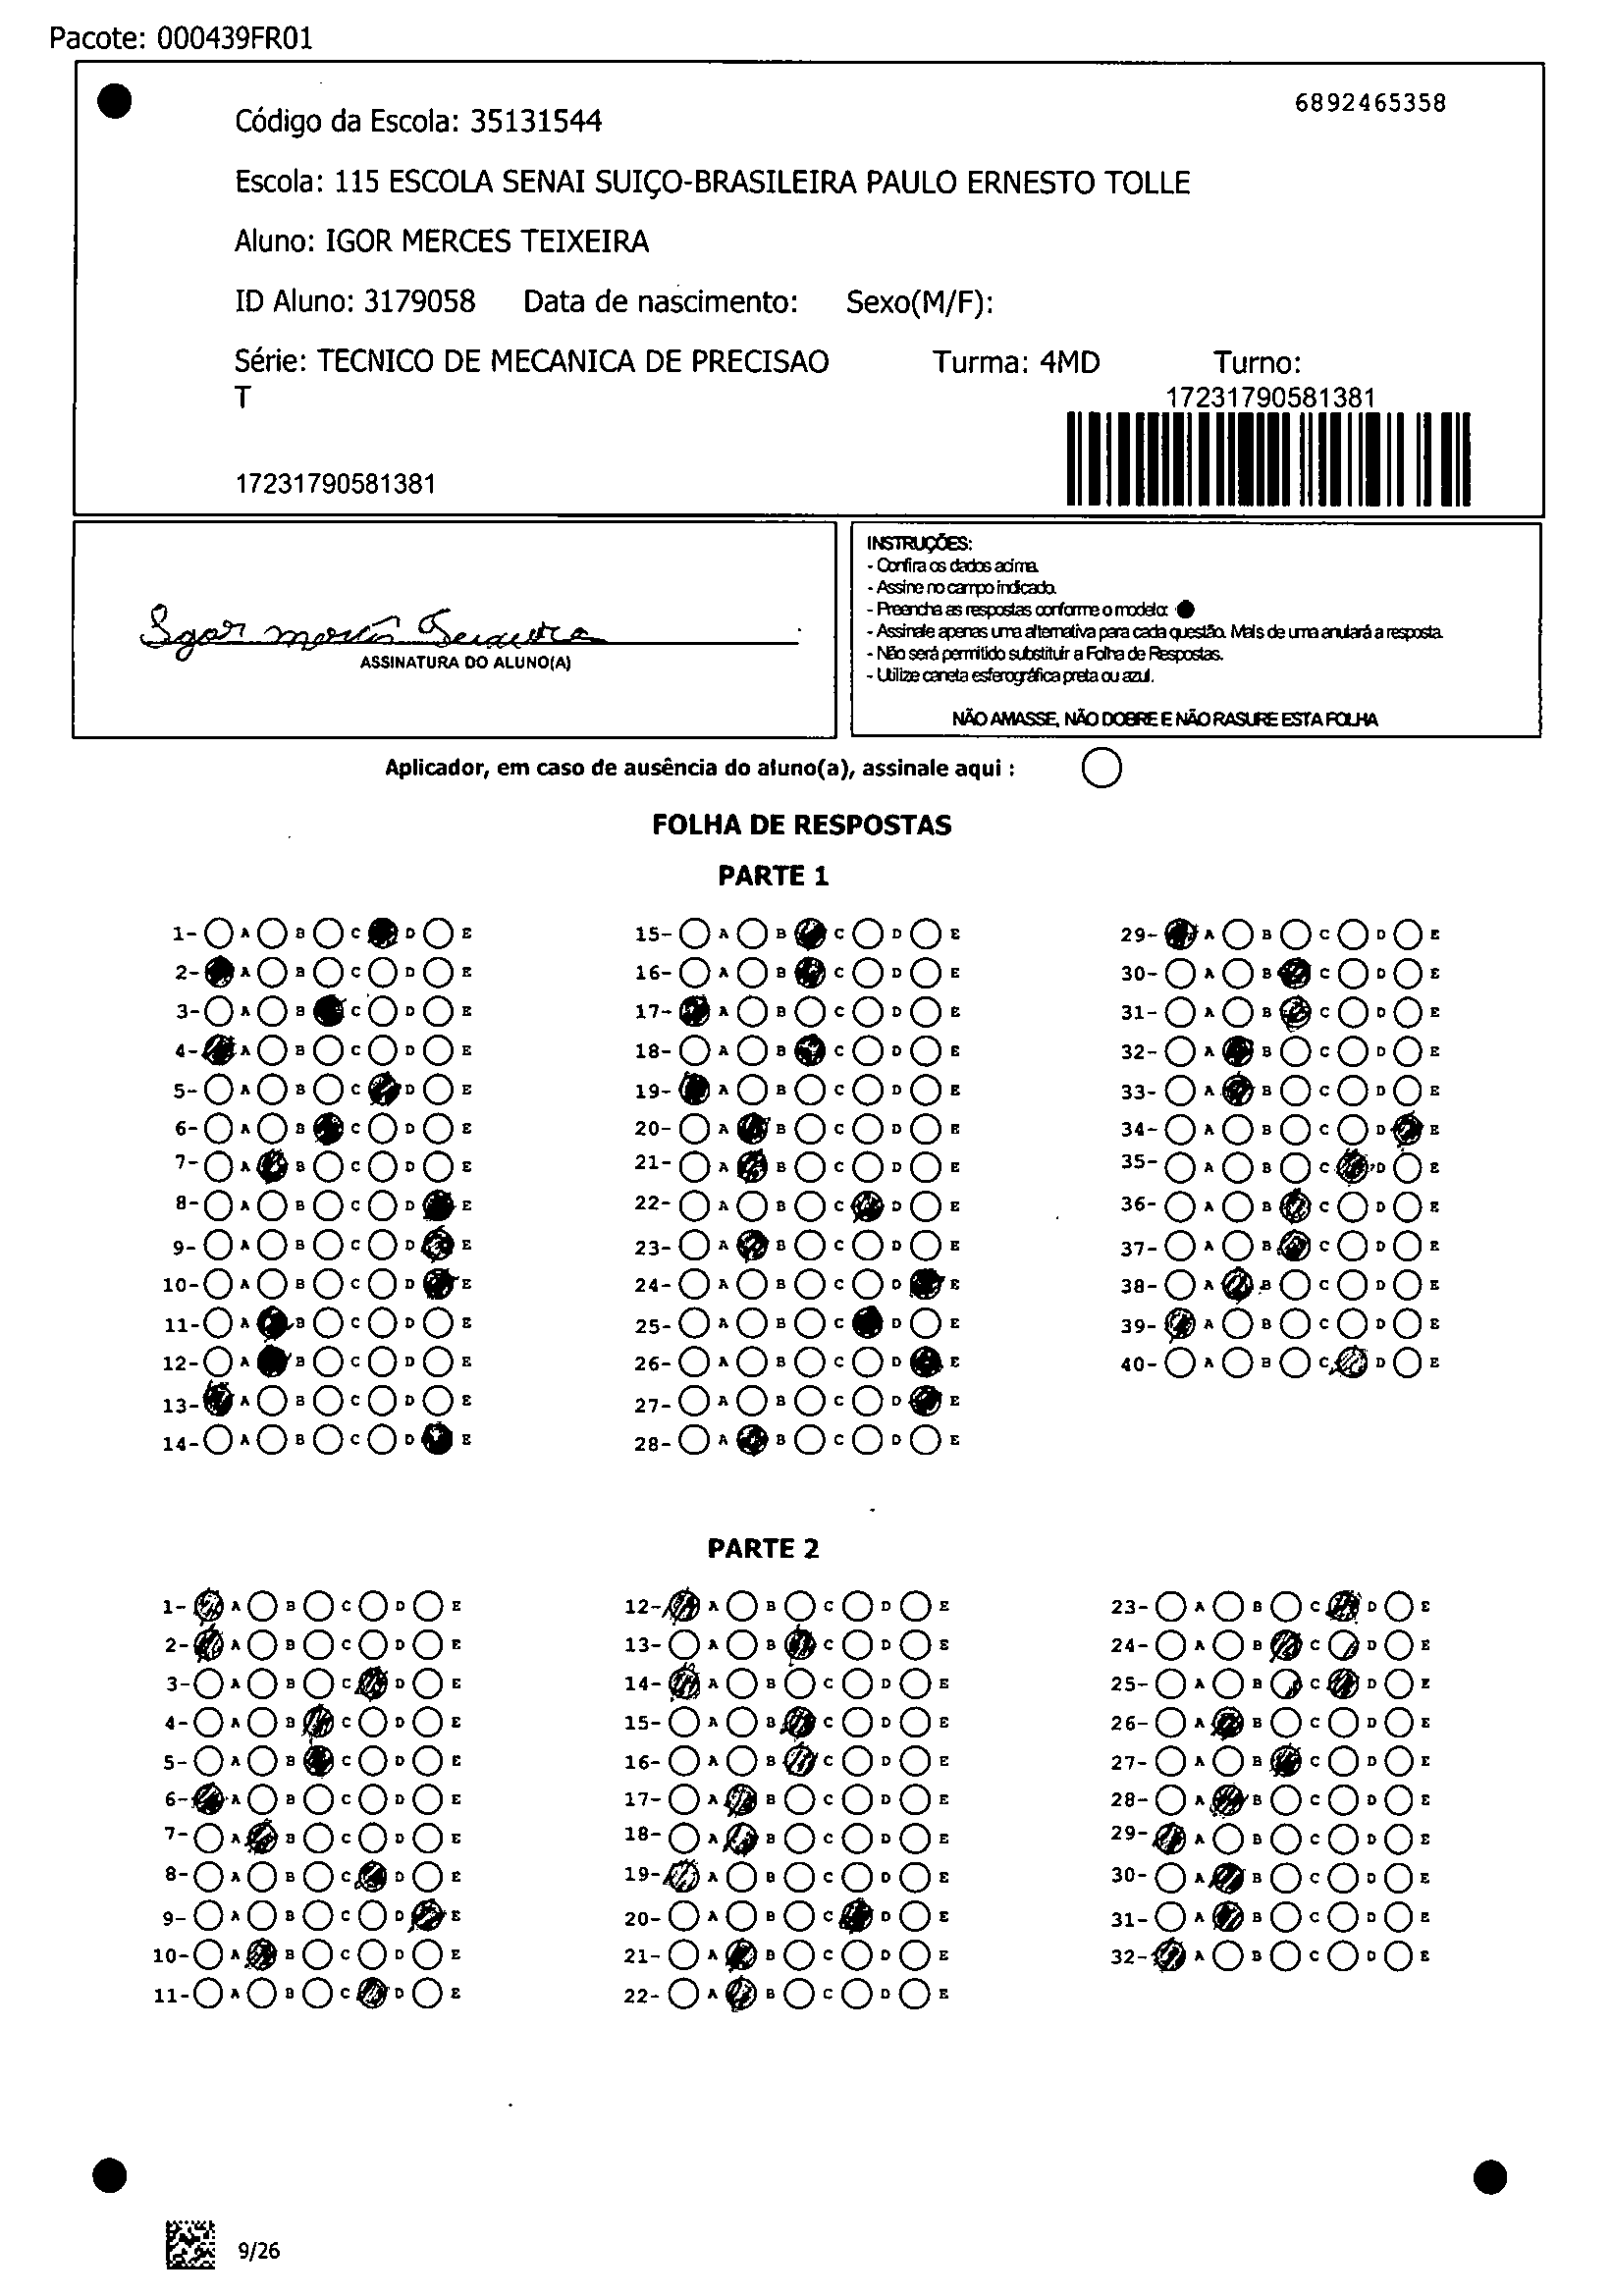 Pacote: 000439FR01
6892465358
Código da Escola: 35131544
Escola: 115 ESCOLA SENAI SUIÇO-BRASILEIRA PAULO ERNESTO TOLLE
Aluno: IGOR MERCES TEIXEIRA
ID Aluno: 3179058 Data de nascimento: Sexo(M/F):
Série: TECNICO DE MECANICA DE PRECISAO Turma: 4MD Turno:
T
17231790581381
17231790581381
Igor Mercês Teixeira
ASSINATURA DO ALUNO(A)
INSTRUÇÕES:
- Confira os dados acima.
- Assine no campo indicado.
- Preencha as respostas conforme o modelo:
- Assinale apenas uma alternativa para cada questão. Mais de uma anulará a resposta.
- Não será permitido substituir a Folha de Respostas.
- Utilize caneta esferográfica preta ou azul.
NÃO AMASSE, NÃO DOBRE E NÃO RASURE ESTA FOLHA
Aplicador, em caso de ausência do aluno(a), assinale aqui :
FOLHA DE RESPOSTAS
PARTE 1
1- A B C D E 15- A B C D E 29- A B C D E
2- A B C D E 16- A B C D E 30- A B C D E
3- A B C D E 17- A B C D E 31- A B C D E
4- A B C D E 18- A B C D E 32- A B C D E
5- A B C D E 19- A B C D E 33- A B C D E
6- A B C D E 20- A B C D E 34- A B C D E
7- A B C D E 21- A B C D E 35- A B C D E
8- A B C D E 22- A B C D E 36- A B C D E
9- A B C D E 23- A B C D E 37- A B C D E
10- A B C D E 24- A B C D E 38- A B C D E
11- A B C D E 25- A B C D E 39- A B C D E
12- A B C D E 26- A B C D E 40- A B C D E
13- A B C D E 27- A B C D E
14- A B C D E 28- A B C D E
PARTE 2
1- A B C D E 12- A B C D E 23- A B C D E
2- A B C D E 13- A B C D E 24- A B C D E
3- A B C D E 14- A B C D E 25- A B C D E
4- A B C D E 15- A B C D E 26- A B C D E
5- A B C D E 16- A B C D E 27- A B C D E
6- A B C D E 17- A B C D E 28- A B C D E
7- A B C D E 18- A B C D E 29- A B C D E
8- A B C D E 19- A B C D E 30- A B C D E
9- A B C D E 20- A B C D E 31- A B C D E
10- A B C D E 21- A B C D E 32- A B C D E
11- A B C D E 22- A B C D E
9/26